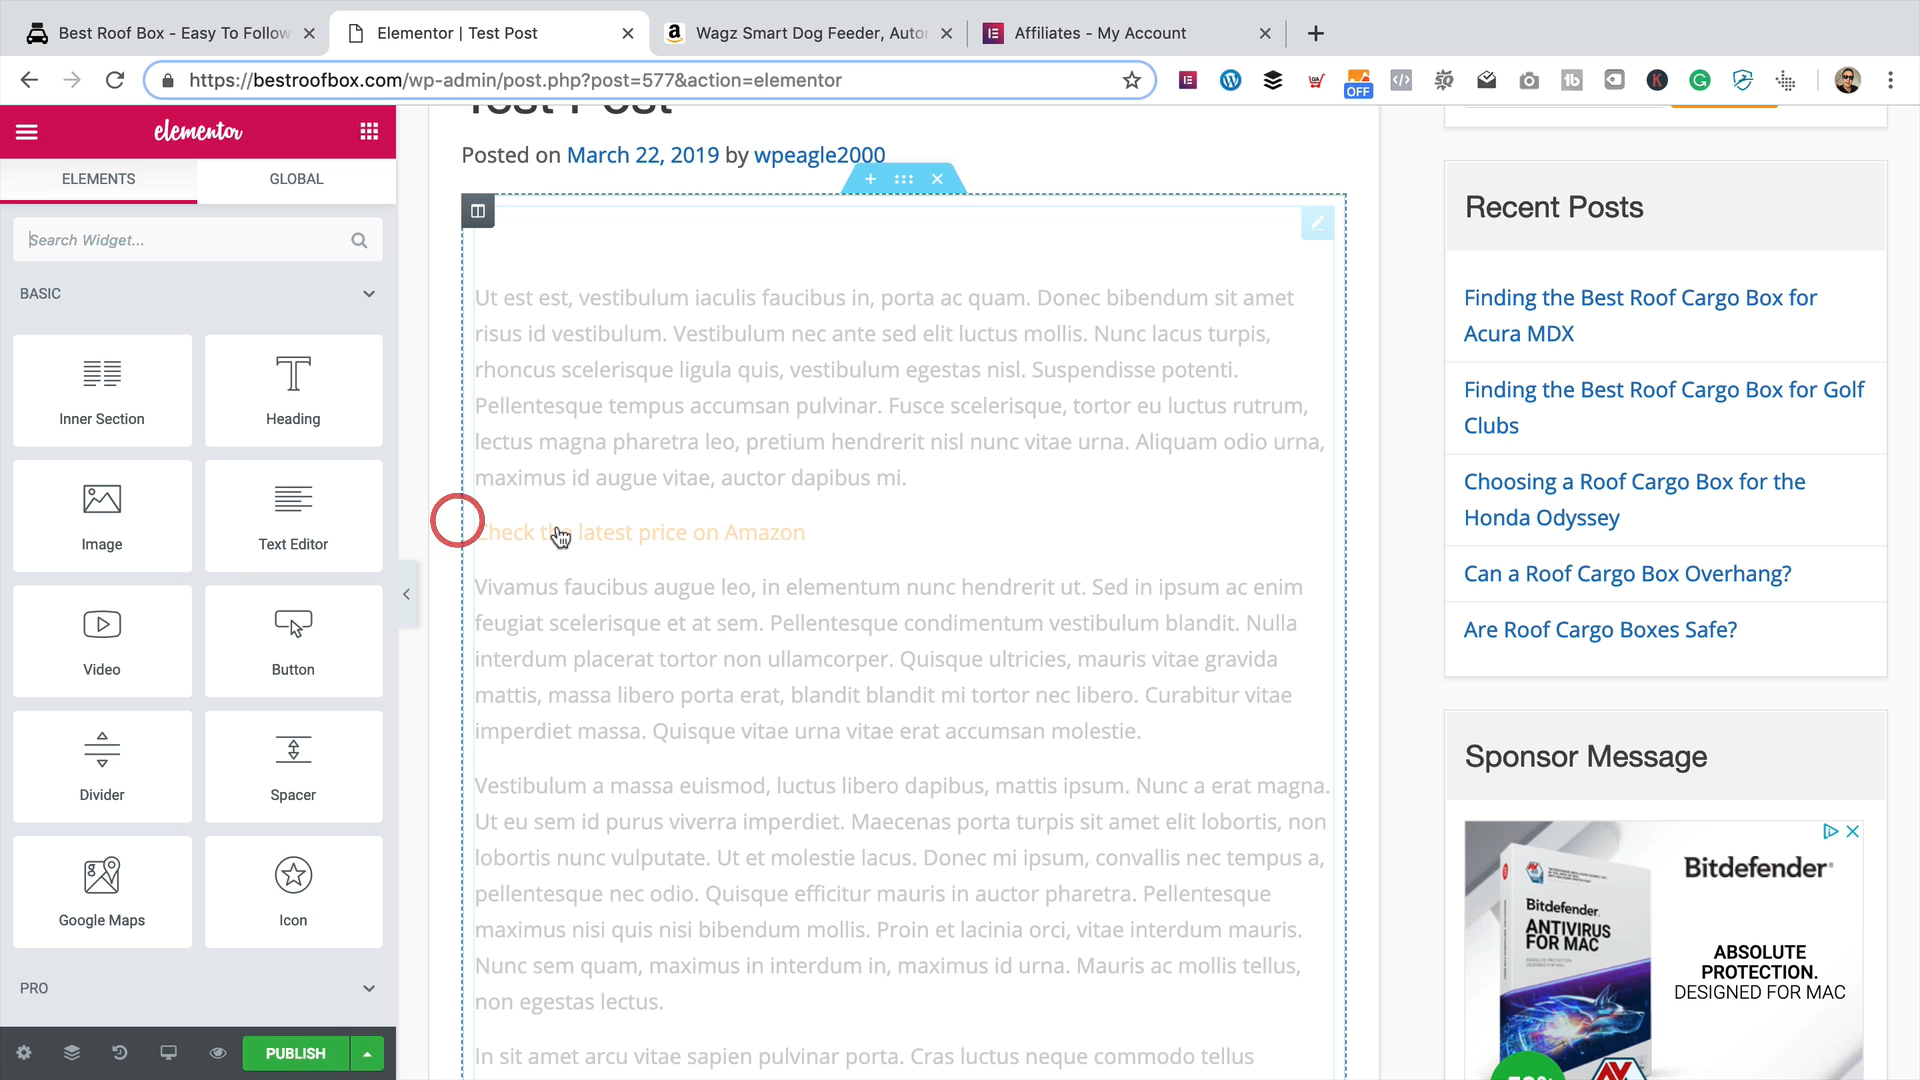 Best Roof Box - Easy To Follow
Elementor | Test Post
Wagz Smart Dog Feeder, Autor
Affiliates - My Account
https://bestroofbox.com/wp-admin/post.php?post=577&action=elementor
OFF
elementor
ELEMENTS
GLOBAL
Search Widget...
BASIC
Inner Section
Heading
Image
Text Editor
Video
Button
Divider
Spacer
Google Maps
Icon
PRO
PUBLISH
Test Post
Posted on March 22, 2019 by wpeagle2000
Ut est est, vestibulum iaculis faucibus in, porta ac quam. Donec bibendum sit amet
risus id vestibulum. Vestibulum nec ante sed elit luctus mollis. Nunc lacus turpis,
rhoncus scelerisque ligula quis, vestibulum egestas nisl. Suspendisse potenti.
Pellentesque tempus accumsan pulvinar. Fusce scelerisque, tortor eu luctus rutrum,
lectus magna pharetra leo, pretium hendrerit nisl nunc vitae urna. Aliquam odio urna,
maximus id augue vitae, auctor dapibus mi.
Check the latest price on Amazon
Vivamus faucibus augue leo, in elementum nunc hendrerit ut. Sed in ipsum ac enim
feugiat scelerisque et at sem. Pellentesque condimentum vestibulum blandit. Nulla
interdum placerat tortor non ullamcorper. Quisque ultricies, mauris vitae gravida
mattis, massa libero porta erat, blandit blandit mi tortor nec libero. Curabitur vitae
imperdiet massa. Quisque vitae urna vitae erat accumsan molestie.
Vestibulum a massa euismod, luctus libero dapibus, mattis ipsum. Nunc a erat magna.
Ut eu sem id purus viverra imperdiet. Maecenas porta turpis sit amet elit lobortis, non
lobortis nunc vulputate. Ut et molestie lacus. Donec mi ipsum, convallis nec tempus a,
pellentesque nec odio. Quisque efficitur mauris in auctor pharetra. Pellentesque
maximus nisi quis nisi bibendum mollis. Proin et lacinia orci, vitae interdum mauris.
Nunc sem quam, maximus in interdum in, maximus id urna. Mauris ac mollis tellus,
non egestas lectus.
In sit amet arcu vitae sapien pulvinar porta. Cras luctus neque commodo tellus
Recent Posts
Finding the Best Roof Cargo Box for
Acura MDX
Finding the Best Roof Cargo Box for Golf
Clubs
Choosing a Roof Cargo Box for the
Honda Odyssey
Can a Roof Cargo Box Overhang?
Are Roof Cargo Boxes Safe?
Sponsor Message
Bitdefender
Bitdefender
ANTIVIRUS
FOR MAC
ABSOLUTE
PROTECTION.
DESIGNED FOR MAC